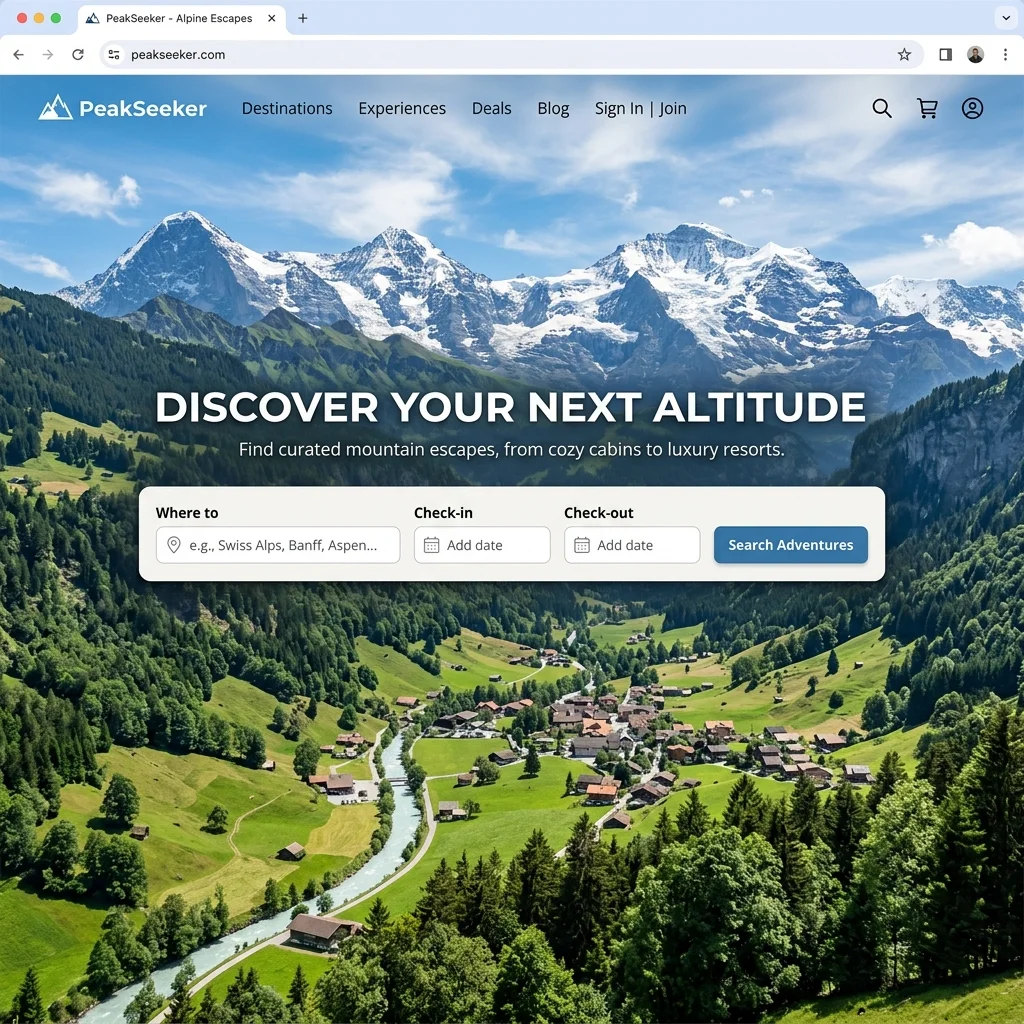 PeakSeeker - Alpine Escapes
peakseeker.com
PeakSeeker
Destinations
Experiences
Deals
Blog
Sign In | Join
DISCOVER YOUR NEXT ALTITUDE
Find curated mountain escapes, from cozy cabins to luxury resorts.
Where to
Check-in
Check-out
e.g., Swiss Alps, Banff, Aspen...
Add date
Add date
Search Adventures